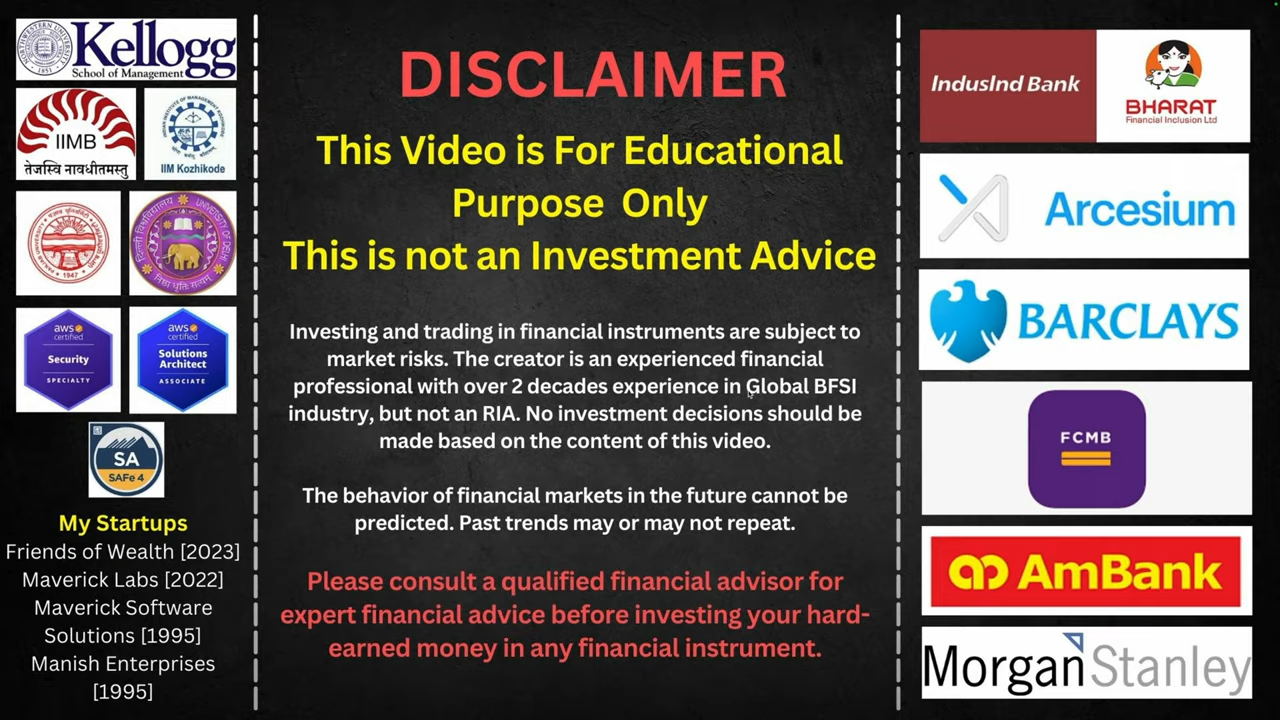 Kellogg
School of Management
IIMB
तेजस्वि नावधीतमस्तु
IIM Kozhikode
1947
aws
certified
Security
SPECIALTY
aws
certified
Solutions
Architect
ASSOCIATE
SA
SAFe 4
My Startups
Friends of Wealth [2023]
Maverick Labs [2022]
Maverick Software
Solutions [1995]
Manish Enterprises
[1995]
DISCLAIMER
This Video is For Educational
Purpose Only
This is not an Investment Advice
Investing and trading in financial instruments are subject to
market risks. The creator is an experienced financial
professional with over 2 decades experience in Global BFSI
industry, but not an RIA. No investment decisions should be
made based on the content of this video.
The behavior of financial markets in the future cannot be
predicted. Past trends may or may not repeat.
Please consult a qualified financial advisor for
expert financial advice before investing your hard-
earned money in any financial instrument.
IndusInd Bank
BHARAT
Financial Inclusion Ltd
Arcesium
BARCLAYS
FCMB
AmBank
Morgan Stanley